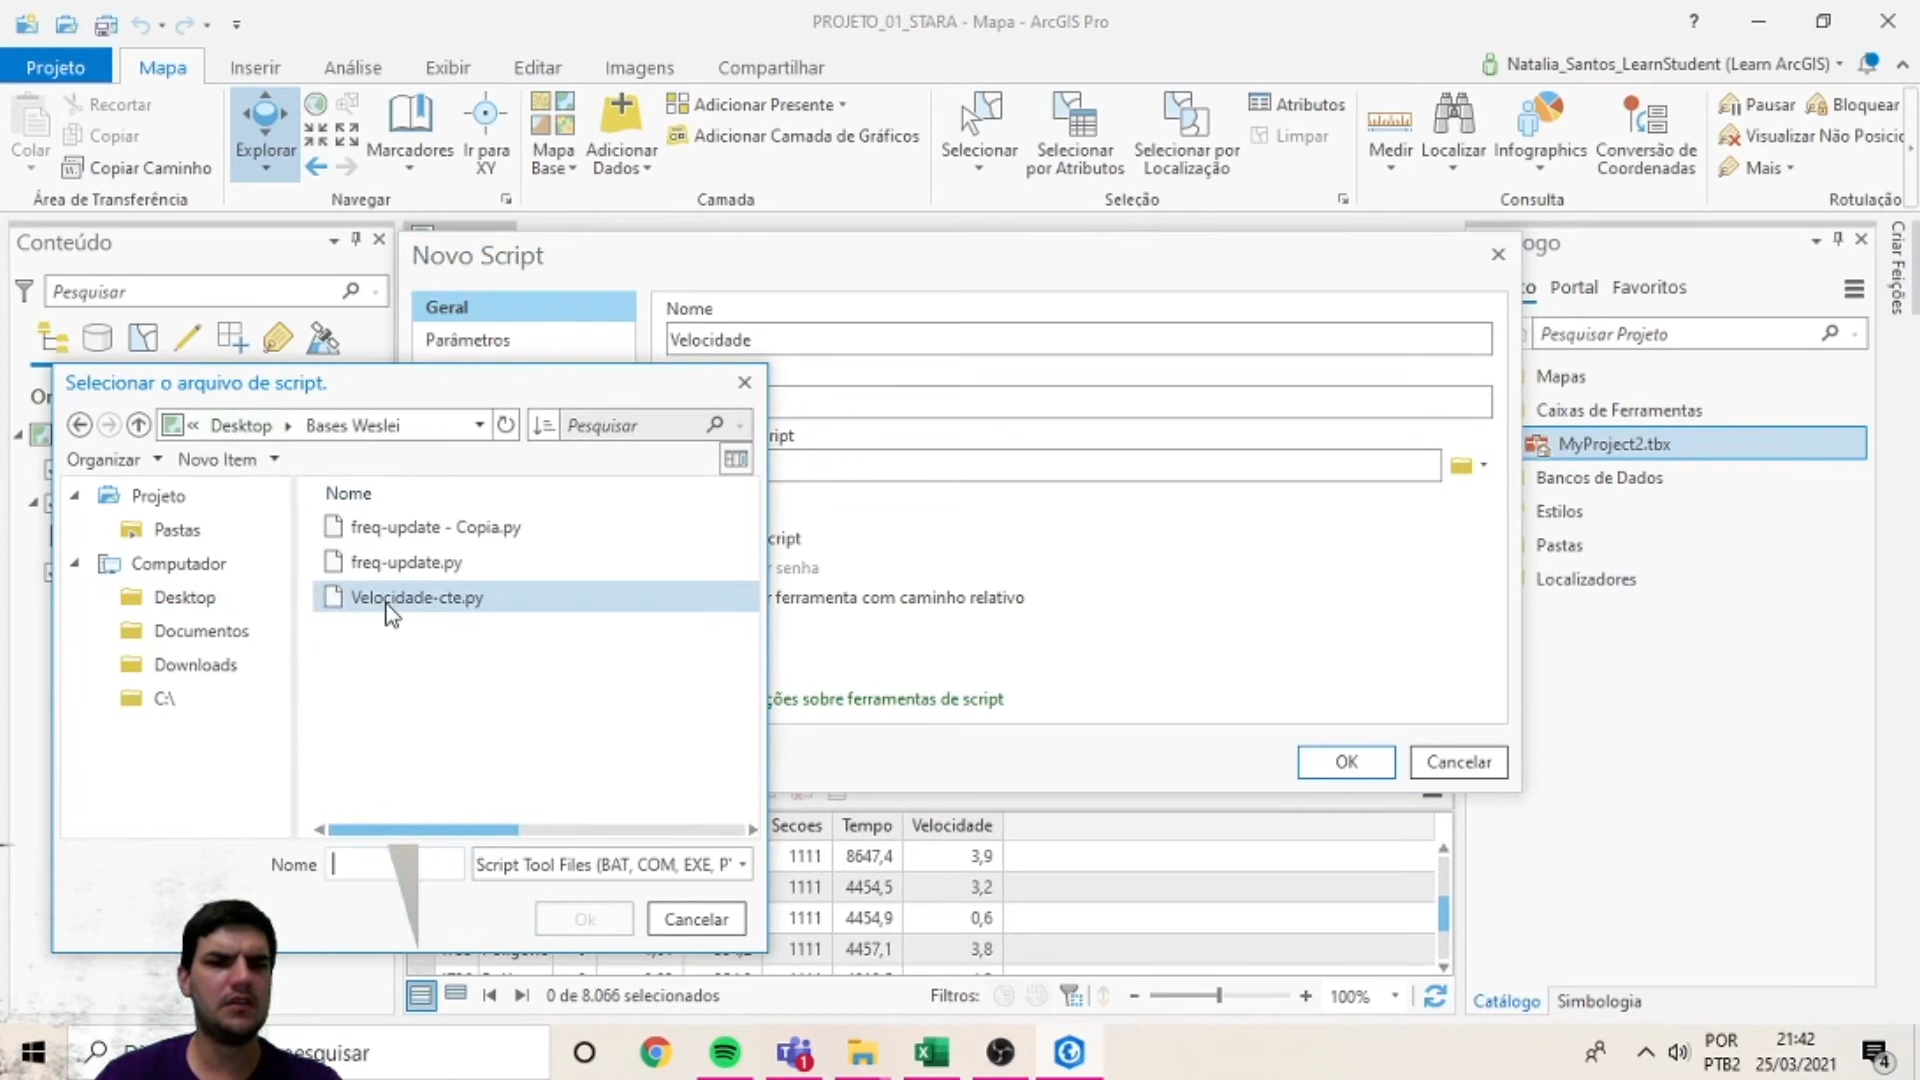 PROJETO_01_STARA - Mapa - ArcGIS Pro
?
Projeto
Mapa
Inserir
Análise
Exibir
Editar
Imagens
Compartilhar
Natalia_Santos_LearnStudent (Learn ArcGIS)
Colar
Recortar
Copiar
Copiar Caminho
Área de Transferência
Explorar
Marcadores
Ir para
XY
Navegar
Mapa
Base
Adicionar
Dados
Adicionar Presente
Adicionar Camada de Gráficos
Camada
Selecionar
Selecionar
por Atributos
Selecionar por
Localização
Atributos
Limpar
Seleção
Medir
Localizar
Infographics
Conversão de
Coordenadas
Consulta
Pausar
Bloquear
Visualizar Não Posicio
Mais
Rotulação
Conteúdo
Pesquisar
Or
Novo Script
Geral
Parâmetros
Nome
Velocidade
ript
cript
r senha
r ferramenta com caminho relativo
ções sobre ferramentas de script
OK
Cancelar
Selecionar o arquivo de script.
« Desktop
Bases Weslei
Pesquisar
Organizar
Novo Item
Projeto
Pastas
Computador
Desktop
Documentos
Downloads
C:\
Nome
freq-update - Copia.py
freq-update.py
Velocidade-cte.py
Nome
Script Tool Files (BAT, COM, EXE, P
Ok
Cancelar
ogo
to
Portal
Favoritos
Pesquisar Projeto
Mapas
Caixas de Ferramentas
MyProject2.tbx
Bancos de Dados
Estilos
Pastas
Localizadores
Criar Feições
Secoes Tempo Velocidade
1111 8647,4 3,9
1111 4454,5 3,2
1111 4454,9 0,6
1111 4457,1 3,8
0 de 8.066 selecionados
Filtros:
100%
Catálogo
Simbologia
esquisar
1
POR
PTB2
21:42
25/03/2021
4